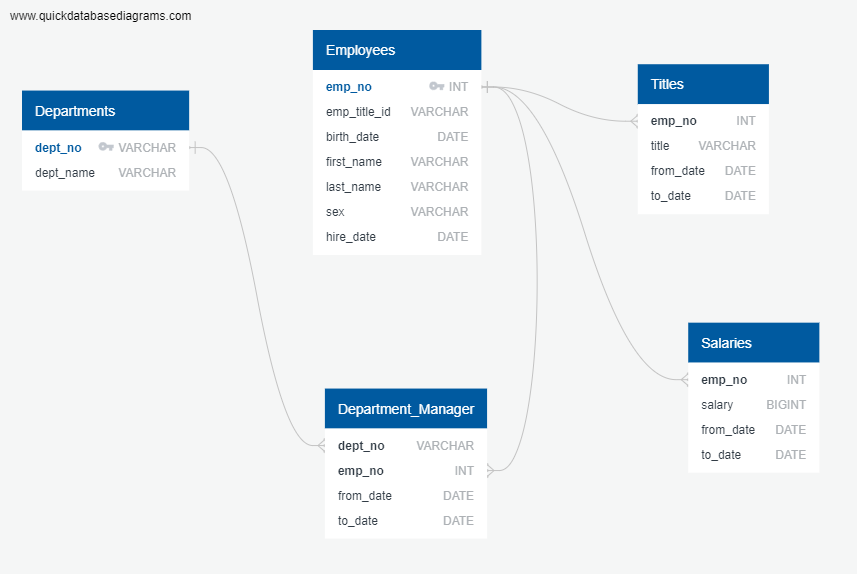 www.quickdatabasediagrams.com
Employees
emp_no INT
emp_title_id VARCHAR
birth_date DATE
first_name VARCHAR
last_name VARCHAR
sex VARCHAR
hire_date DATE
Titles
emp_no INT
title VARCHAR
from_date DATE
to_date DATE
Departments
dept_no VARCHAR
dept_name VARCHAR
Salaries
emp_no INT
salary BIGINT
from_date DATE
to_date DATE
Department_Manager
dept_no VARCHAR
emp_no INT
from_date DATE
to_date DATE